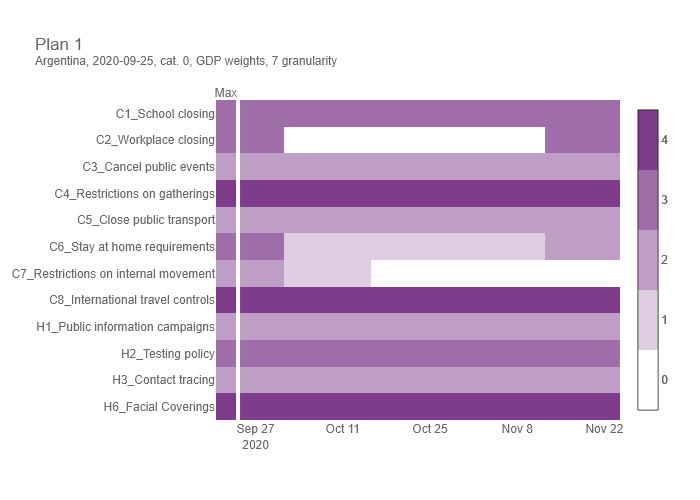 Plan 1
Argentina, 2020-09-25, cat. 0, GDP weights, 7 granularity
Max
C1_School closing
C2_Workplace closing
C3_Cancel public events
C4_Restrictions on gatherings
C5_Close public transport
C6_Stay at home requirements
C7_Restrictions on internal movement
C8_International travel controls
H1_Public information campaigns
H2_Testing policy
H3_Contact tracing
H6_Facial Coverings
Sep 27 Oct 11 Oct 25 Nov 8 Nov 22
2020
4
3
2
1
0